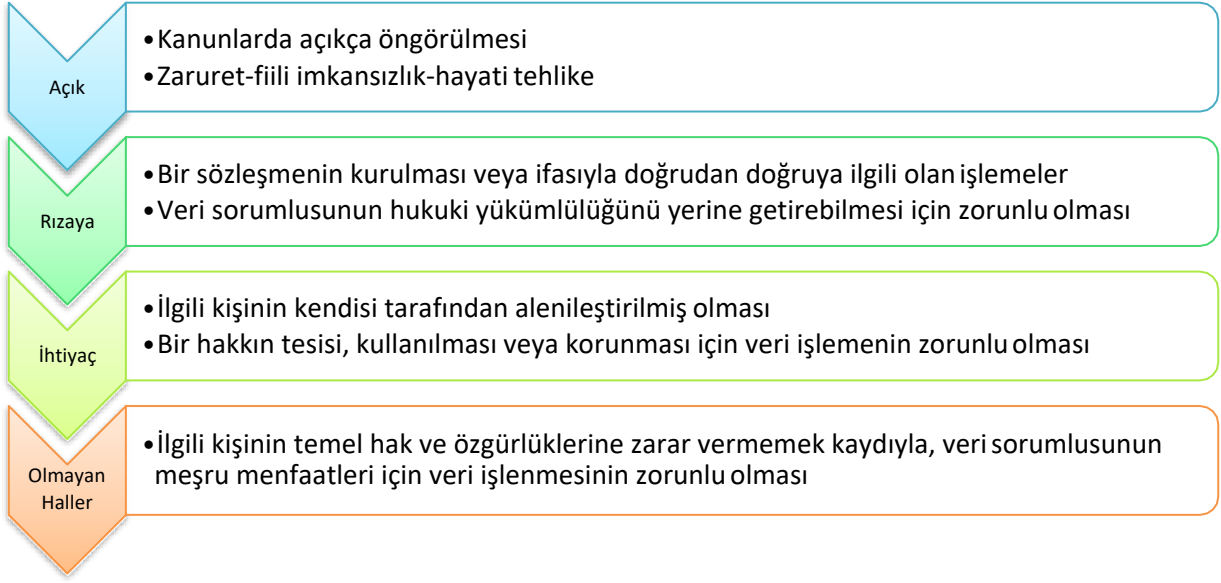 Açık
•Kanunlarda açıkça öngörülmesi
•Zaruret-fiili imkansızlık-hayati tehlike
Rızaya
•Bir sözleşmenin kurulması veya ifasıyla doğrudan doğruya ilgili olan işlemeler
•Veri sorumlusunun hukuki yükümlülüğünü yerine getirebilmesi için zorunlu olması
İhtiyaç
•İlgili kişinin kendisi tarafından alenileştirilmiş olması
•Bir hakkın tesisi, kullanılması veya korunması için veri işlemenin zorunlu olması
Olmayan
Haller
•İlgili kişinin temel hak ve özgürlüklerine zarar vermemek kaydıyla, veri sorumlusunun
meşru menfaatleri için veri işlenmesinin zorunlu olması